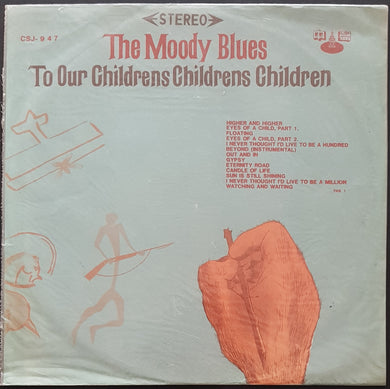 STEREO
CSJ-947
The Moody Blues
To Our Childrens Childrens Children
HIGHER AND HIGHER
EYES OF A CHILD, PART 1.
FLOATING
EYES OF A CHILD, PART 2.
I NEVER THOUGHT I'D LIVE TO BE A HUNDRED
BEYOND (INSTRUMENTAL)
OUT AND IN
GYPSY
ETERNITY ROAD
CANDLE OF LIFE
SUN IS STILL SHINING
I NEVER THOUGHT I'D LIVE TO BE A MILLION
WATCHING AND WAITING